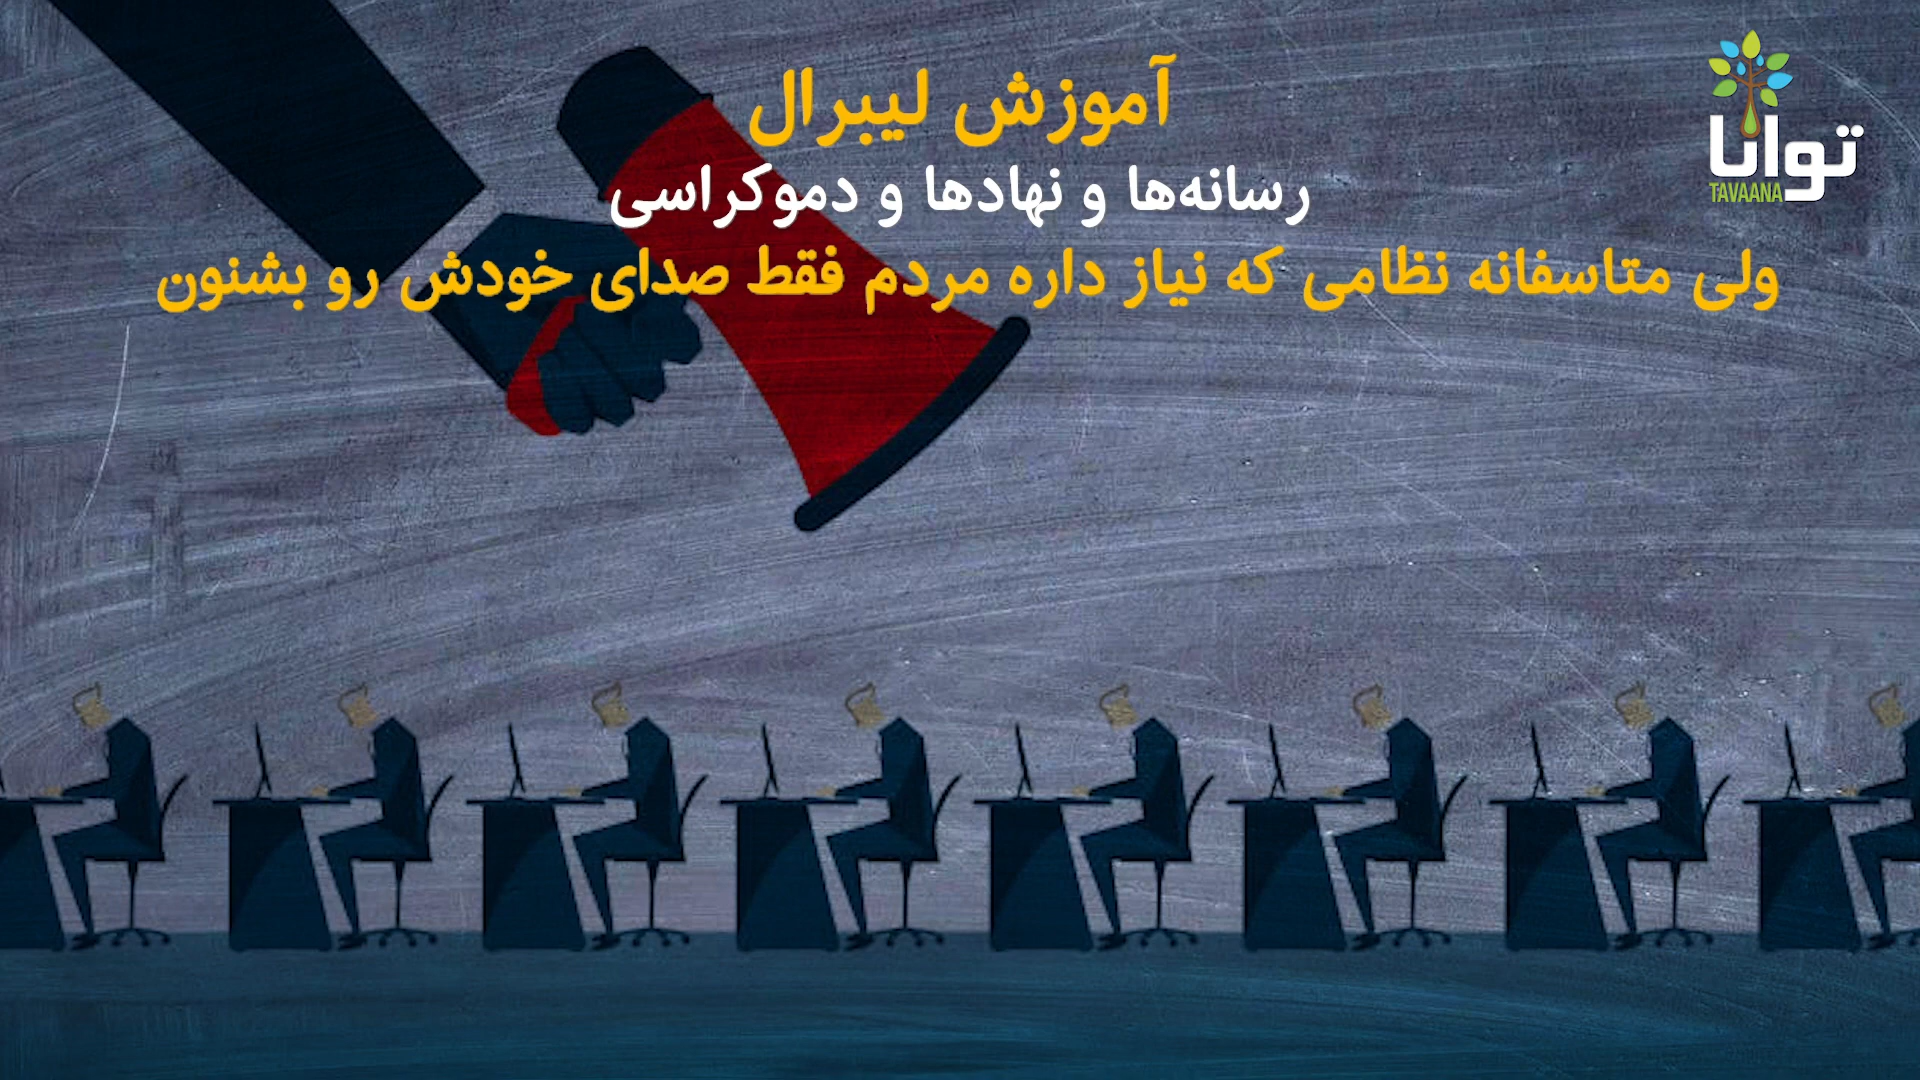 آموزش لیبرال
رسانه‌ها و نهادها و دموکراسی
ولی متاسفانه نظامی که نیاز داره مردم فقط صدای خودش رو بشنون
توانا
TAVAANA